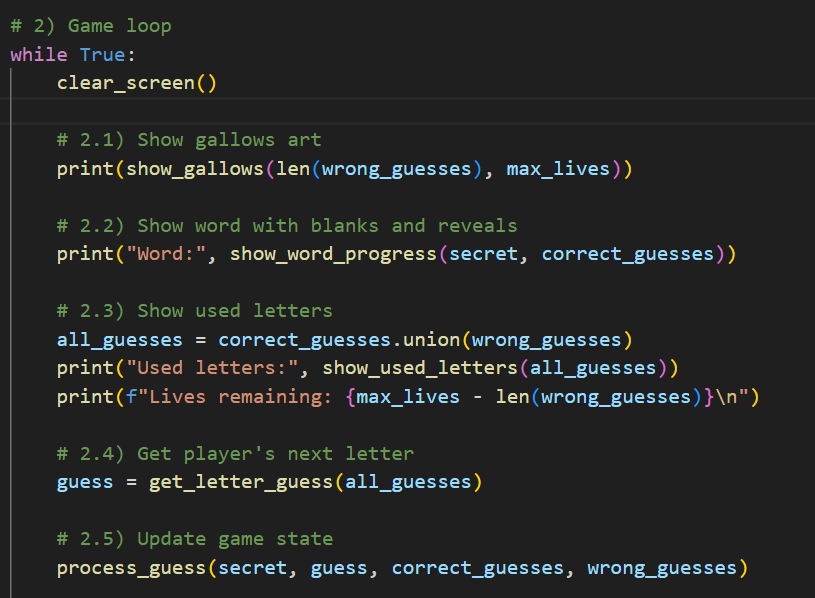 # 2) Game loop
while True:
    clear_screen()
    # 2.1) Show gallows art
    print(show_gallows(len(wrong_guesses), max_lives))
    # 2.2) Show word with blanks and reveals
    print("Word:", show_word_progress(secret, correct_guesses))
    # 2.3) Show used letters
    all_guesses = correct_guesses.union(wrong_guesses)
    print("Used letters:", show_used_letters(all_guesses))
    print(f"Lives remaining: {max_lives - len(wrong_guesses)}\n")
    # 2.4) Get player's next letter
    guess = get_letter_guess(all_guesses)
    # 2.5) Update game state
    process_guess(secret, guess, correct_guesses, wrong_guesses)